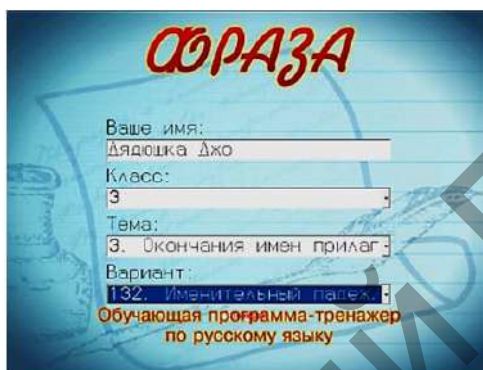 ФРАЗА
Ваше имя:
Дядюшка Джо
Класс:
3
Тема:
3. Окончания имен прилаг
Вариант:
132. Именительный падеж.
Обучающая программа-тренажер
по русскому языку